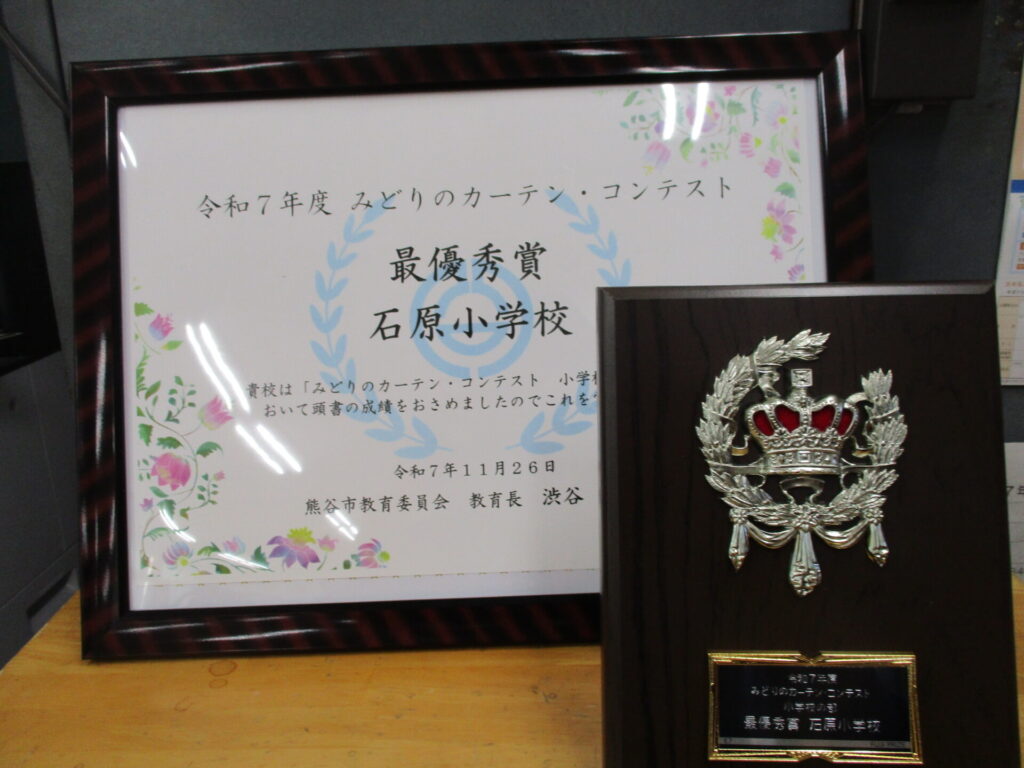 令和7年度 みどりのカーテン・コンテスト
最優秀賞
石原小学校
貴校は「みどりのカーテン・コンテスト 小学校
おいて頭書の成績をおさめましたのでこれを
令和7年11月26日
熊谷市教育委員会 教育長 渋谷
令和7年度
みどりのカーテン・コンテスト
小学校の部
最優秀賞 石原小学校